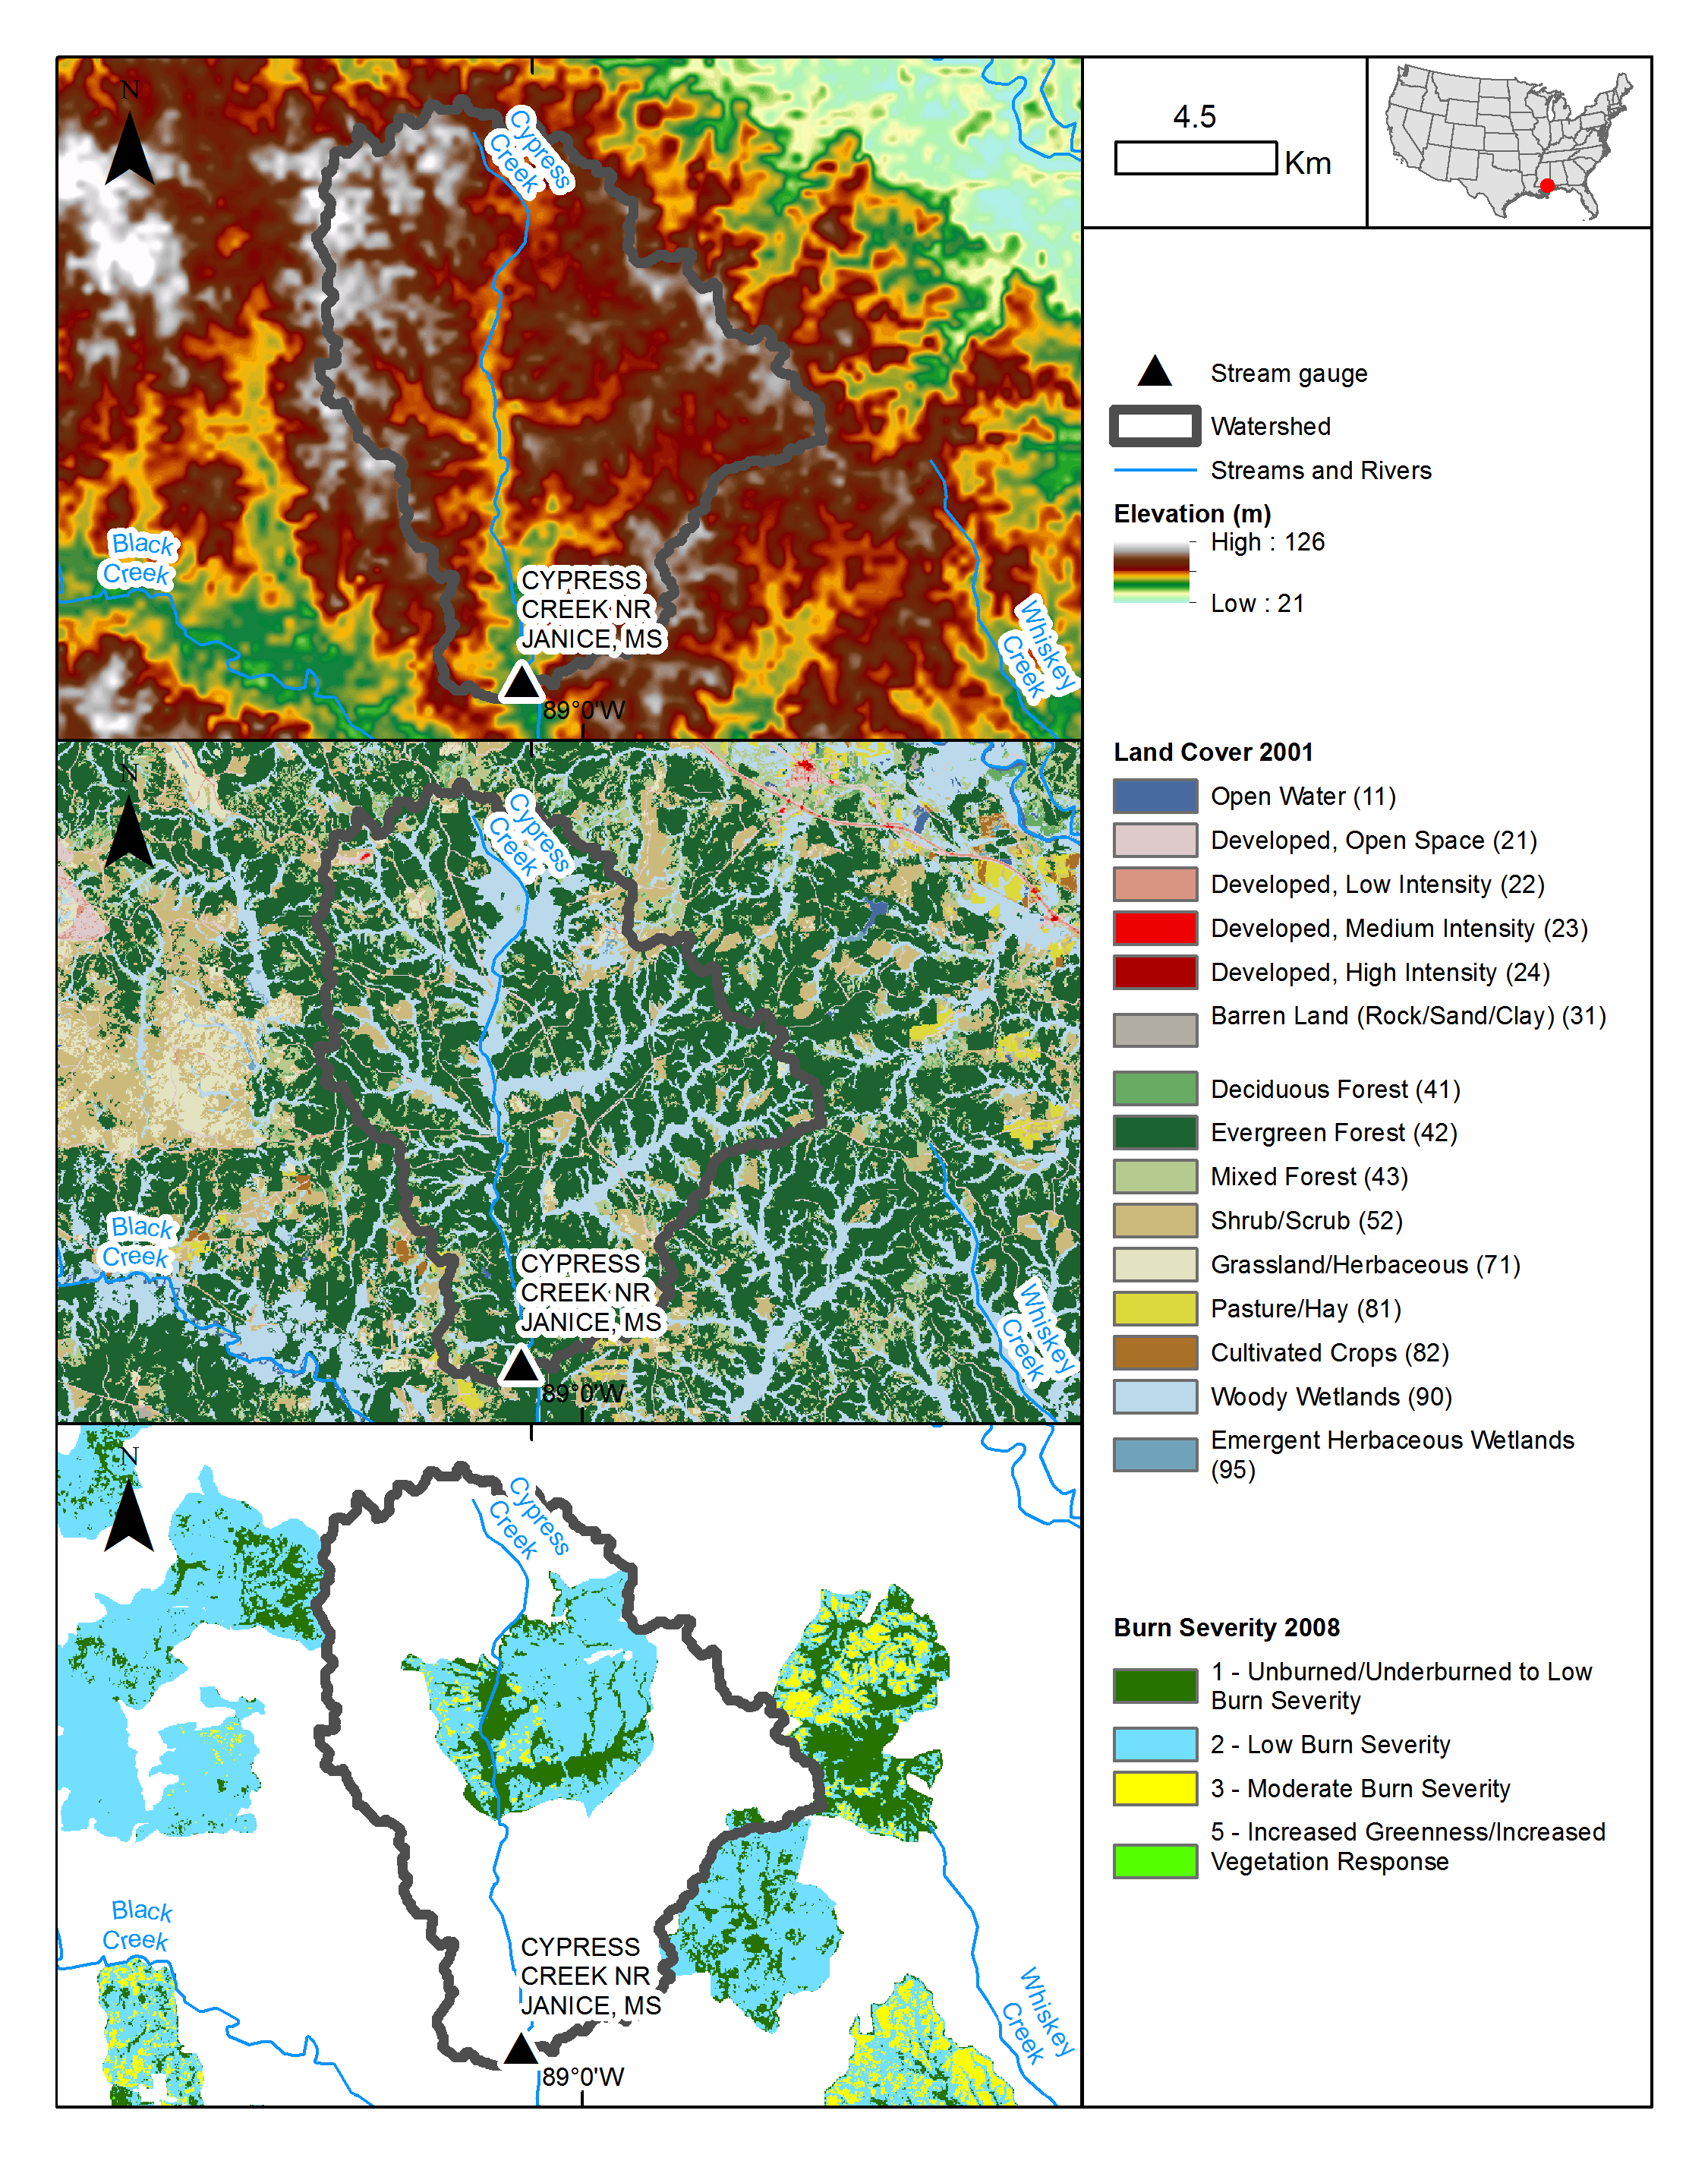 N
Cypress
Creek
Black
Creek
CYPRESS
CREEK NR
JANICE, MS
89°0'W
Whiskey
Creek
N
Cypress
Creek
Black
Creek
CYPRESS
CREEK NR
JANICE, MS
89°0'W
Whiskey
Creek
N
Cypress
Creek
Black
Creek
CYPRESS
CREEK NR
JANICE, MS
89°0'W
Whiskey
Creek
4.5
Km
Stream gauge
Watershed
Streams and Rivers
Elevation (m)
High : 126
Low : 21
Land Cover 2001
Open Water (11)
Developed, Open Space (21)
Developed, Low Intensity (22)
Developed, Medium Intensity (23)
Developed, High Intensity (24)
Barren Land (Rock/Sand/Clay) (31)
Deciduous Forest (41)
Evergreen Forest (42)
Mixed Forest (43)
Shrub/Scrub (52)
Grassland/Herbaceous (71)
Pasture/Hay (81)
Cultivated Crops (82)
Woody Wetlands (90)
Emergent Herbaceous Wetlands
(95)
Burn Severity 2008
1 - Unburned/Underburned to Low
Burn Severity
2 - Low Burn Severity
3 - Moderate Burn Severity
5 - Increased Greenness/Increased
Vegetation Response